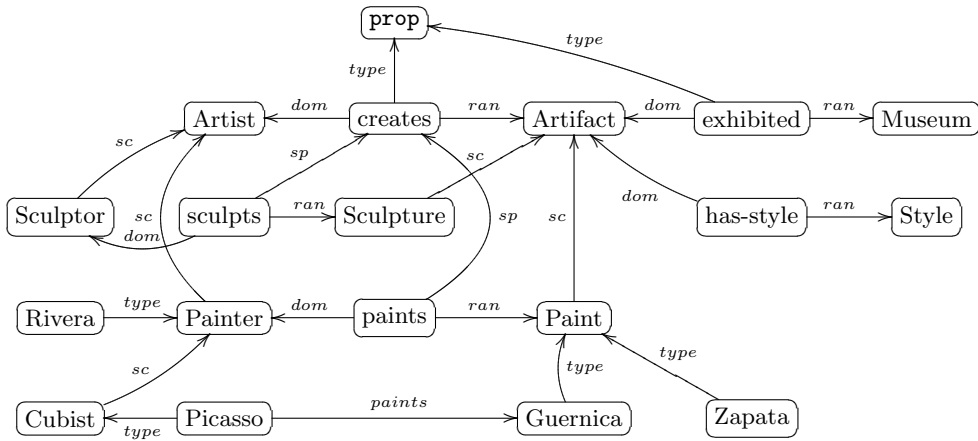 prop
type
type
Artist
dom
creates
ran
Artifact
dom
exhibited
ran
Museum
sc
sp
sc
Sculptor
sc
sculpts
ran
Sculpture
sp
sc
dom
has-style
ran
Style
dom
Rivera
type
Painter
dom
paints
ran
Paint
sc
type
type
Cubist
type
Picasso
paints
Guernica
Zapata